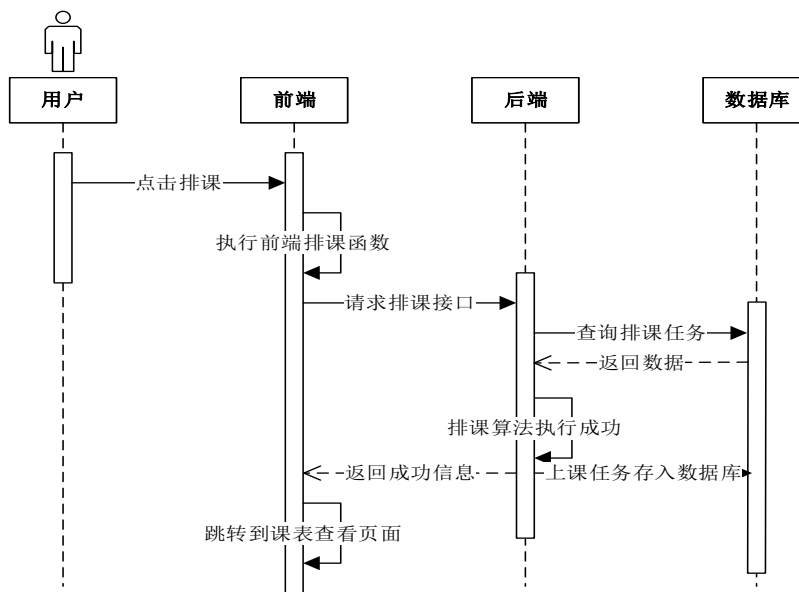 用户
前端
后端
数据库
点击排课
执行前端排课函数
请求排课接口
查询排课任务
返回数据
排课算法执行成功
返回成功信息
上课任务存入数据库
跳转到课表查看页面